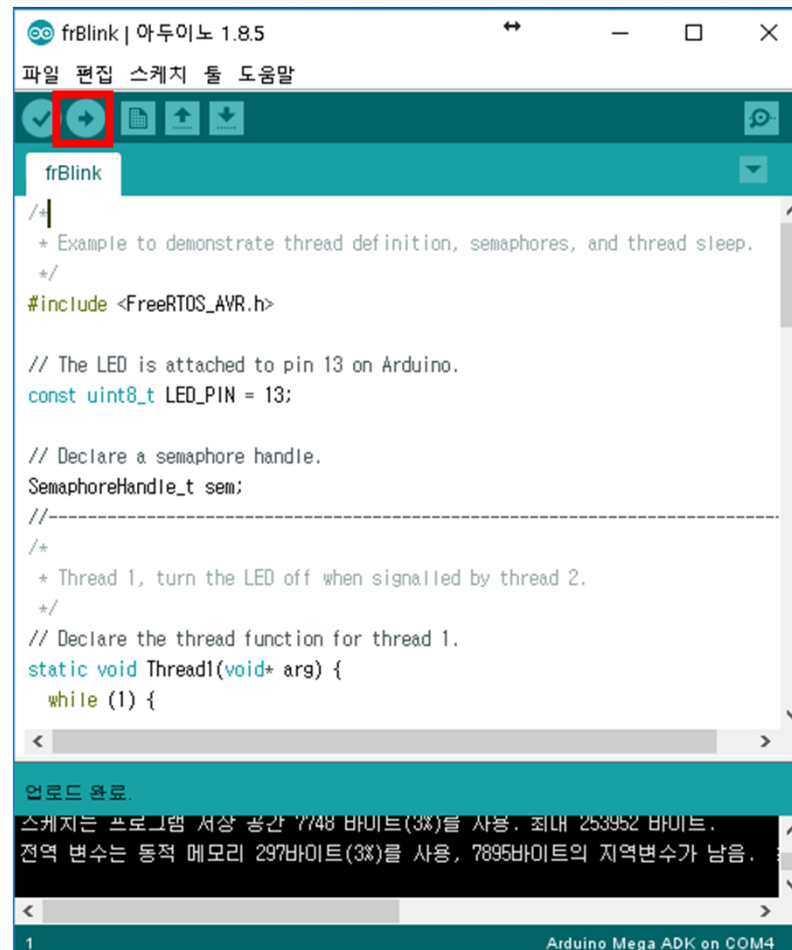 frBlink | 아두이노 1.8.5
파일 편집 스케치 툴 도움말
frBlink
/*
 * Example to demonstrate thread definition, semaphores, and thread sleep.
 */
#include <FreeRTOS_AVR.h>
// The LED is attached to pin 13 on Arduino.
const uint8_t LED_PIN = 13;
// Declare a semaphore handle.
SemaphoreHandle_t sem;
//------------------------------------------------------------------------------
/*
 * Thread 1, turn the LED off when signalled by thread 2.
 */
// Declare the thread function for thread 1.
static void Thread1(void* arg) {
  while (1) {
업로드 완료.
스케치는 프로그램 저장 공간 7748 바이트(3%)를 사용. 최대 253952 바이트.
전역 변수는 동적 메모리 297바이트(3%)를 사용, 7895바이트의 지역변수가 남음.
1
Arduino Mega ADK on COM4